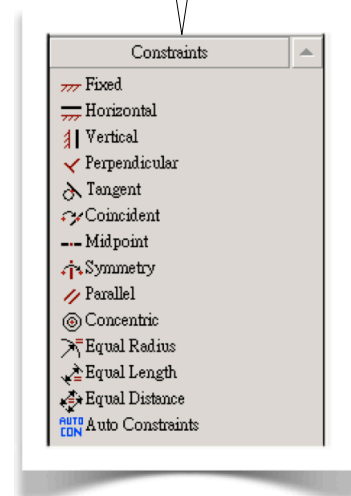 Constraints
Fixed
Horizontal
Vertical
Perpendicular
Tangent
Coincident
Midpoint
Symmetry
Parallel
Concentric
Equal Radius
Equal Length
Equal Distance
AUTO CON Auto Constraints